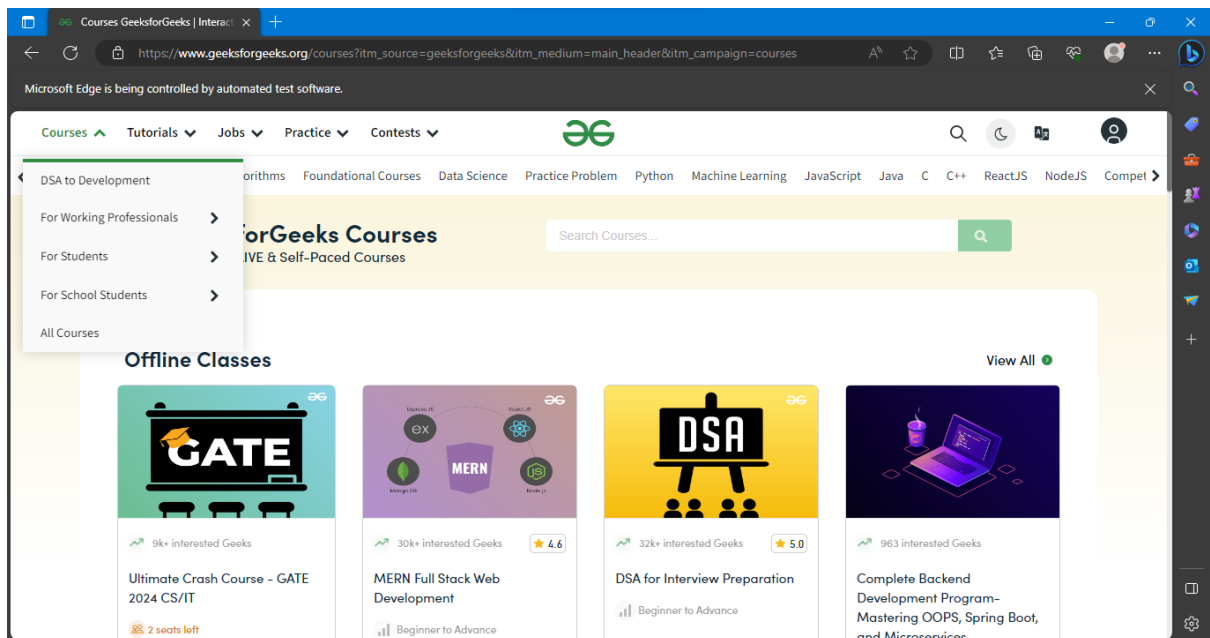 Courses GeeksforGeeks | Interact
https://www.geeksforgeeks.org/courses?itm_source=geeksforgeeks&itm_medium=main_header&itm_campaign=courses
Microsoft Edge is being controlled by automated test software.
Courses Tutorials Jobs Practice Contests
DSA to Development
For Working Professionals
For Students
For School Students
All Courses
orithms Foundational Courses Data Science Practice Problem Python Machine Learning JavaScript Java C C++ ReactJS NodeJS Compet
forGeeks Courses
Search Courses...
IVE & Self-Paced Courses
Offline Classes
View All
GATE
9k+ interested Geeks
Ultimate Crash Course - GATE
2024 CS/IT
2 seats left
Express JS
React JS
ex
MERN
JS
Mongo DB
Node js
30k+ interested Geeks
4.6
MERN Full Stack Web
Development
Beginner to Advance
DSA
32k+ interested Geeks
5.0
DSA for Interview Preparation
Beginner to Advance
963 interested Geeks
Complete Backend
Development Program-
Mastering OOPS, Spring Boot,
and Microservices